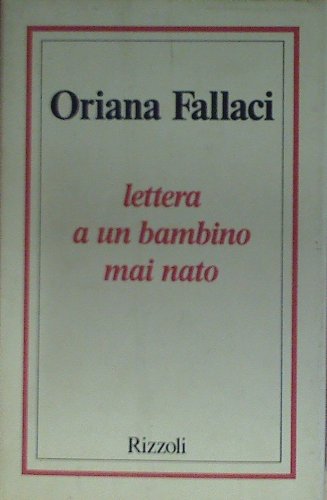 Oriana Fallaci
lettera
a un bambino
mai nato
Rizzoli